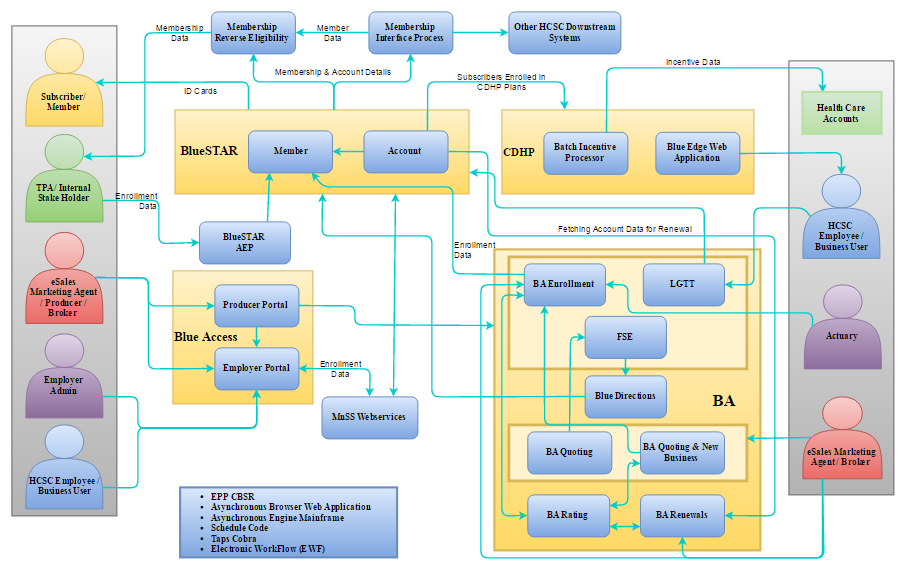 Membership
Data
Membership
Reverse Eligibility
Member
Data
Membership
Interface Process
Other HCSC Downstream
Systems
Membership & Account Details
ID Cards
Subscribers Enrolled in
CDHP Plans
Incentive Data
Subscriber/
Member
TPA / Internal
Stake Holder
eSales
Marketing Agent
/ Producer /
Broker
Employer
Admin
HCSC Employee /
Business User
BlueSTAR
Member
Account
CDHP
Batch Incentive
Processor
Blue Edge Web
Application
Health Care
Accounts
HCSC
Employee /
Business User
Actuary
eSales Marketing
Agent / Broker
Enrollment
Data
BlueSTAR
AEP
Fetching Account Data for Renewal
Enrollment
Data
Blue Access
Producer Portal
Employer Portal
Enrollment
Data
MnSS Webservices
BA
BA Enrollment
LGTT
FSE
Blue Directions
BA Quoting
BA Quoting & New
Business
BA Rating
BA Renewals
• EPP CBSR
• Asynchronous Browser Web Application
• Asynchronous Engine Mainframe
• Schedule Code
• Taps Cobra
• Electronic WorkFlow (EWF)